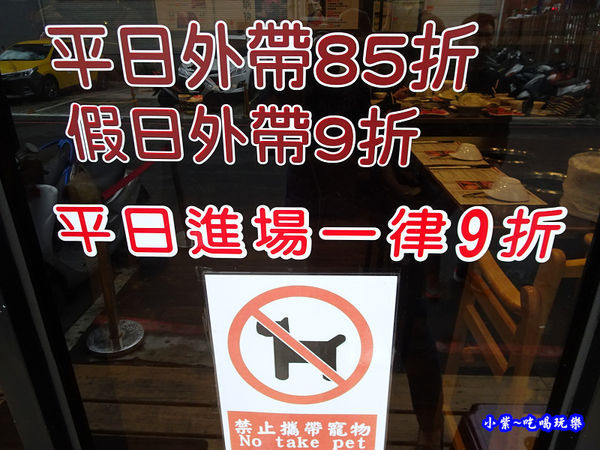 平日外帶85折
假日外帶9折
平日進場一律9折
禁止攜帶寵物
No take pet
小紫~吃喝玩樂